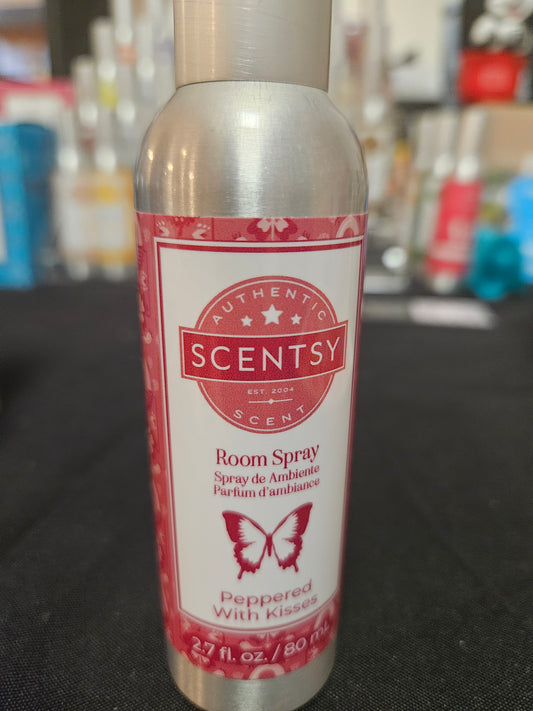 AUTHENTIC
SCENTSY
EST. 2004
SCENT
Room Spray
Spray de Ambiente
Parfum d'ambiance
Peppered
With Kisses
2.7 fl. oz. / 80 mL